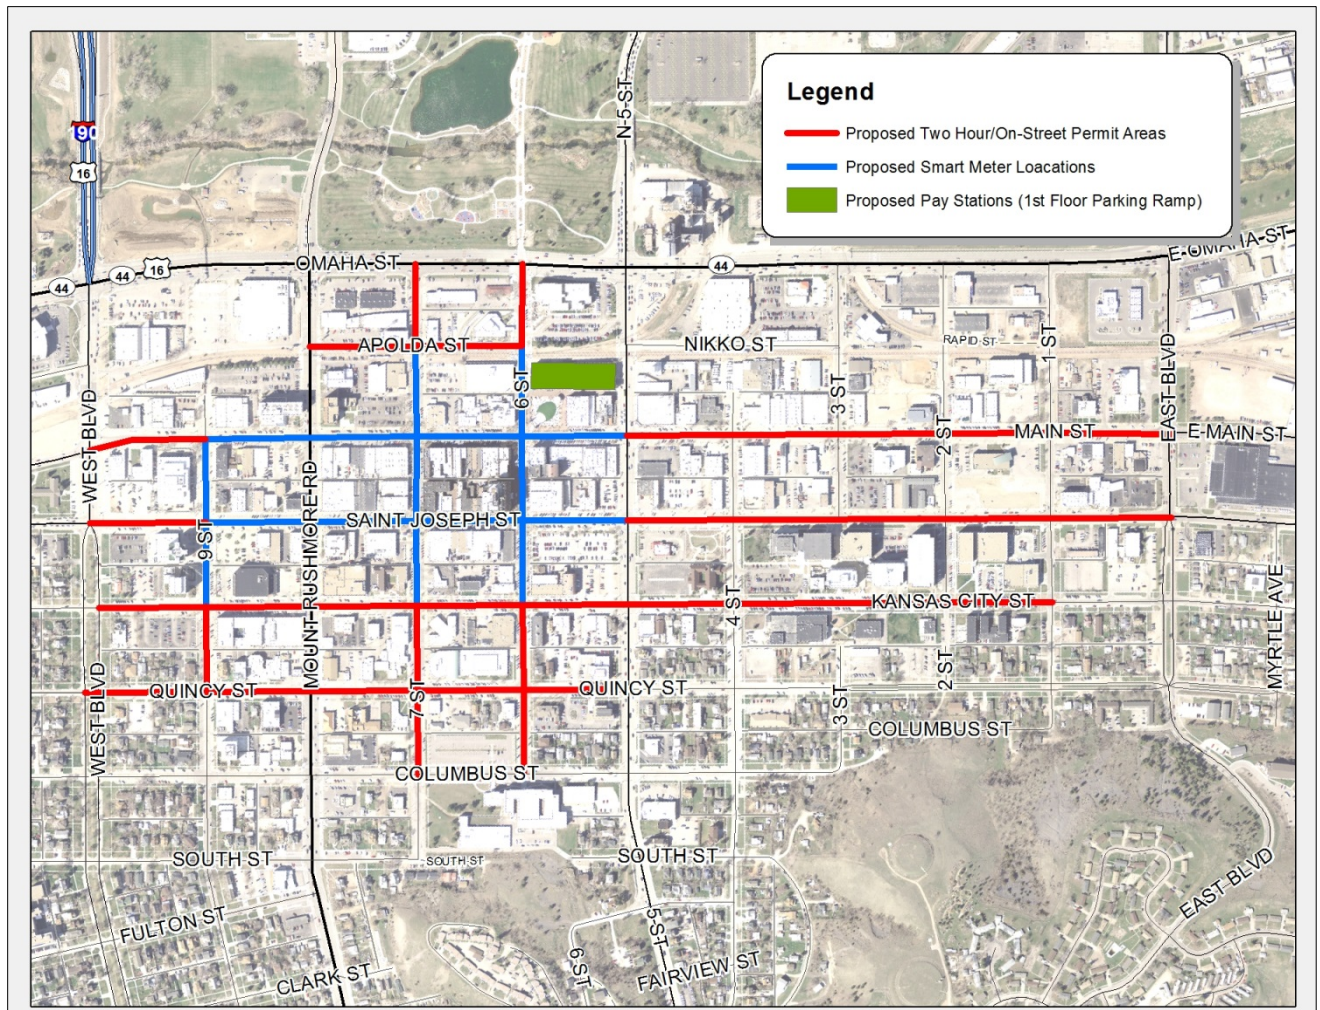 Legend
Proposed Two Hour/On-Street Permit Areas
Proposed Smart Meter Loacations
Proposed Pay Stations (1st Floor Parking Ramp)
N 5 ST
190
16
44
44
16
OMAHA ST
44
E OMAHA ST
APOLDA ST
NIKKO ST
RAPID ST
1 ST
EAST BLVD
6 ST
3 ST
2 ST
WEST BLVD
MAIN ST
E MAIN ST
MOUNT RUSHMORE RD
SAINT JOSEPH ST
9 ST
4 ST
KANSAS CITY ST
MYRTLE AVE
WEST BLVD
QUINCY ST
7 ST
QUINCY ST
3 ST
2 ST
COLUMBUS ST
COLUMBUS ST
SOUTH ST
SOUTH ST
SOUTH ST
EAST BLVD
FULTON ST
5 ST
6 ST
CLARK ST
FAIRVIEW ST